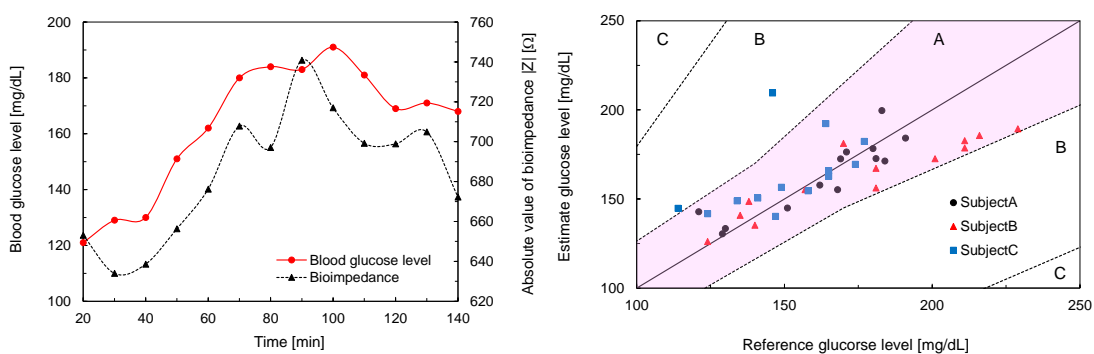 Blood glucose level [mg/dL]
200
180
160
140
120
100
760
740
720
700
680
660
640
620
Absolute value of bioimpedance |Z| [Ω]
Blood glucose level
Bioimpedance
20 40 60 80 100 120 140
Time [min]
Estimate glucose level [mg/dL]
250
200
150
100
C
B
A
B
C
SubjectA
SubjectB
SubjectC
100 150 200 250
Reference glucorse level [mg/dL]